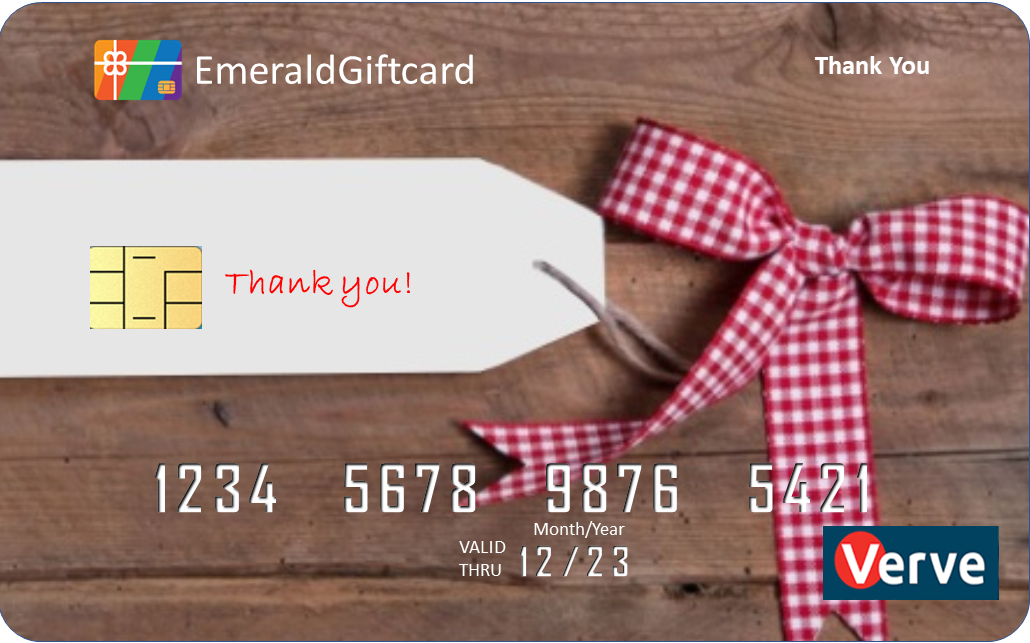 EmeraldGiftcard
Thank You
Thank you!
1234 5678 9876 5421
Month/Year
VALID
THRU 12/23
Verve